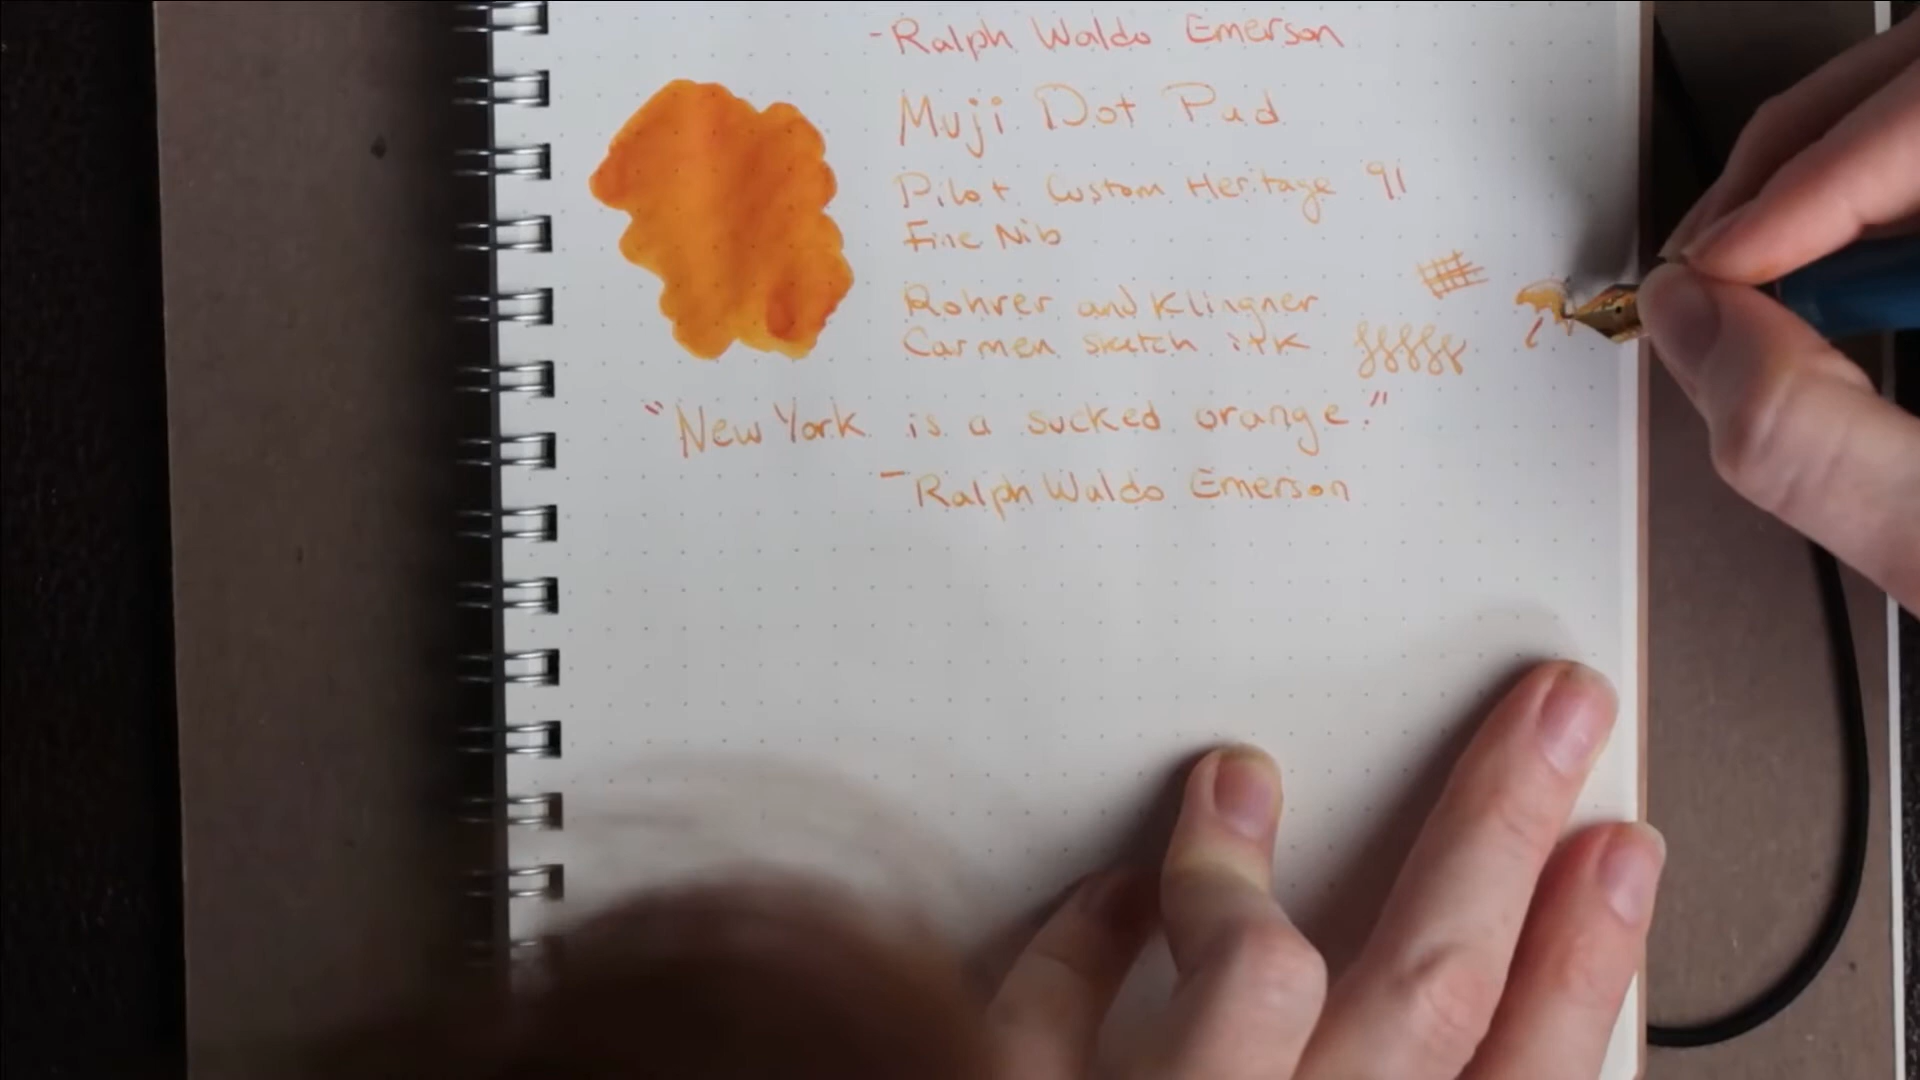 -Ralph Waldo Emerson
Muji Dot Pad
Pilot Custom Heritage 91
Fine Nib
Rohrer and Klingner
Carmen sketch ink
"New York is a sucked orange."
-Ralph Waldo Emerson